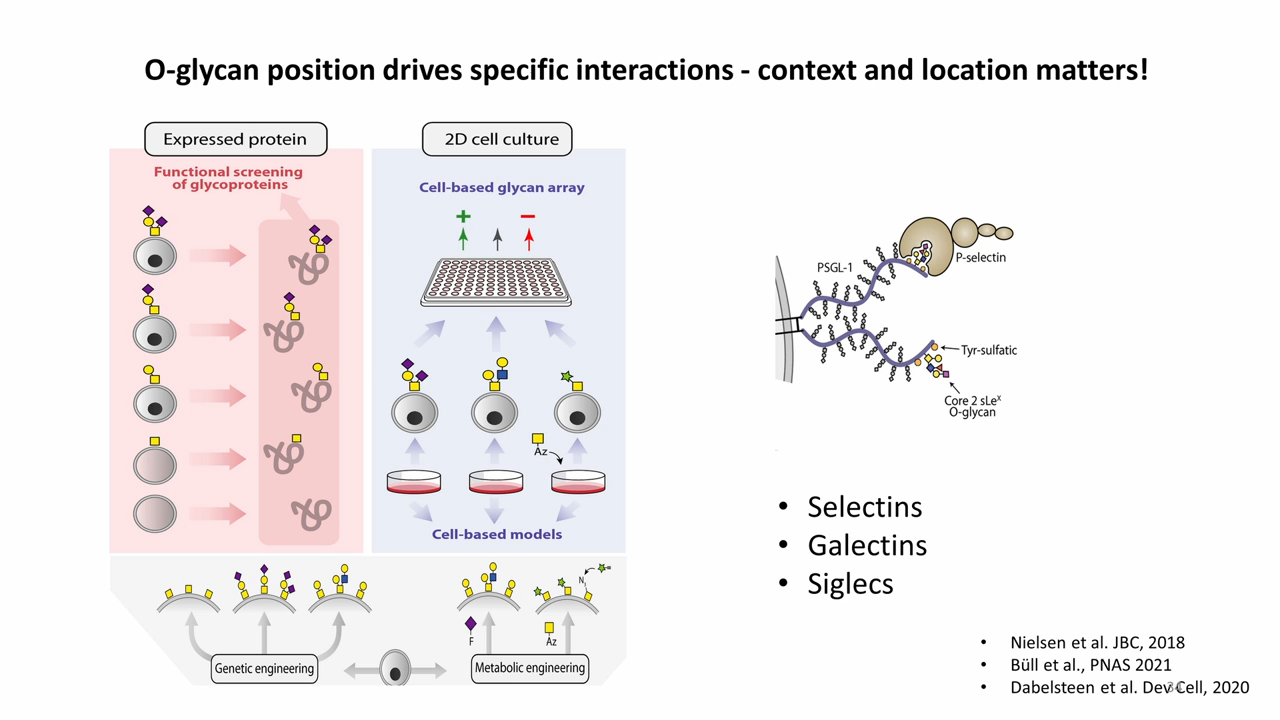 O-glycan position drives specific interactions - context and location matters!
Expressed protein
2D cell culture
Functional screening
of glycoproteins
Cell-based glycan array
+
−
Az
Cell-based models
N
F
Az
Genetic engineering
Metabolic engineering
PSGL-1
P-selectin
Tyr-sulfatic
Core 2 sLeˣ
O-glycan
• Selectins
• Galectins
• Siglecs
• Nielsen et al. JBC, 2018
• Büll et al., PNAS 2021
• Dabelsteen et al. Dev Cell, 2020